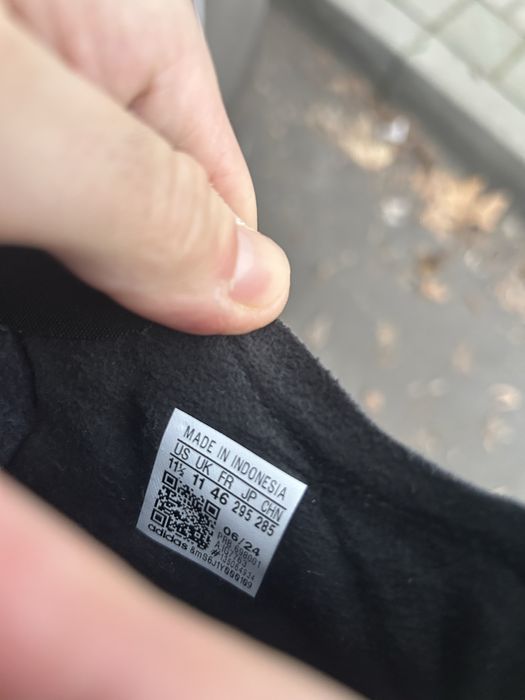 MADE IN INDONESIA
US UK FR JP CHN
11½ 11 46 295 285
06/24
adidas